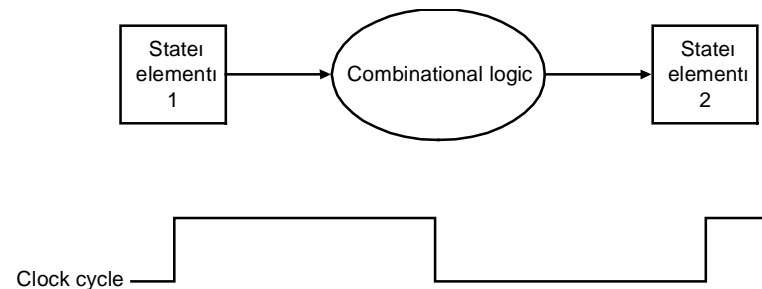 Stateı
elementı
1
Combinational logic
Stateı
elementı
2
Clock cycle